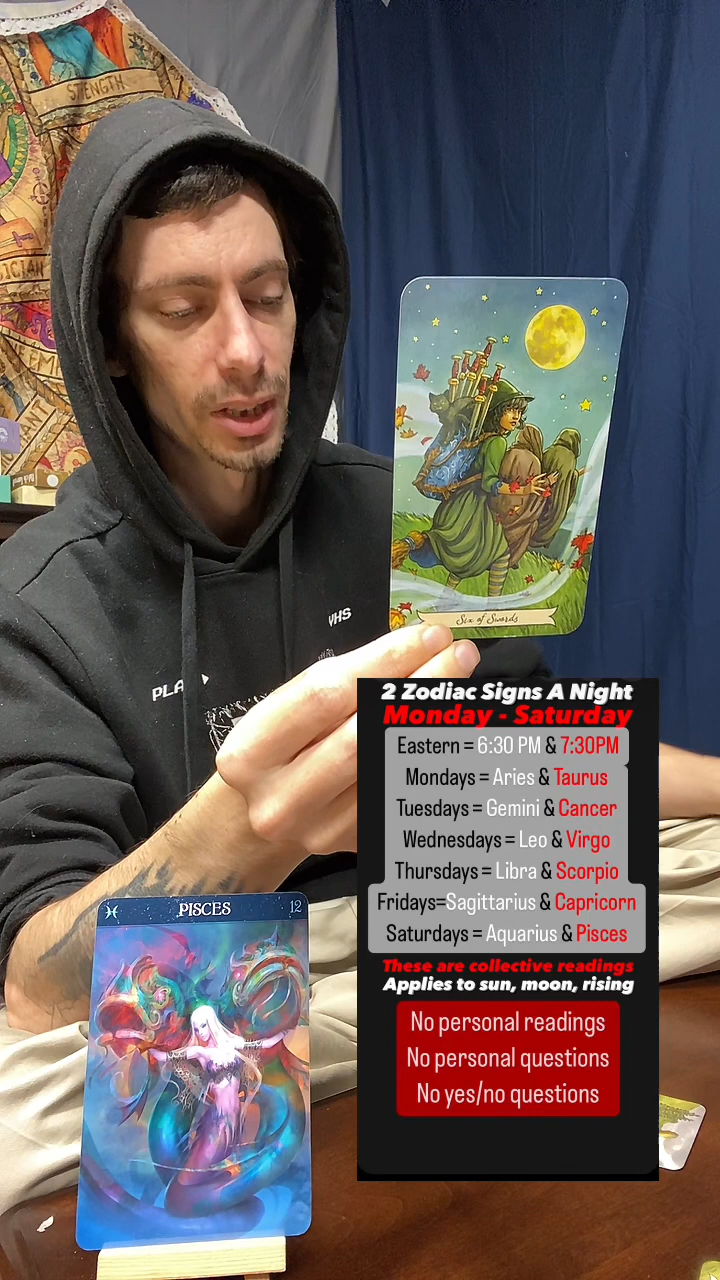 STRENGTH
Six of Swords
VHS
PLA
2 Zodiac Signs A Night
Monday - Saturday
Eastern = 6:30 PM & 7:30PM
Mondays = Aries & Taurus
Tuesdays = Gemini & Cancer
Wednesdays = Leo & Virgo
Thursdays = Libra & Scorpio
Fridays=Sagittarius & Capricorn
Saturdays = Aquarius & Pisces
These are collective readings
Applies to sun, moon, rising
No personal readings
No personal questions
No yes/no questions
PISCES 12